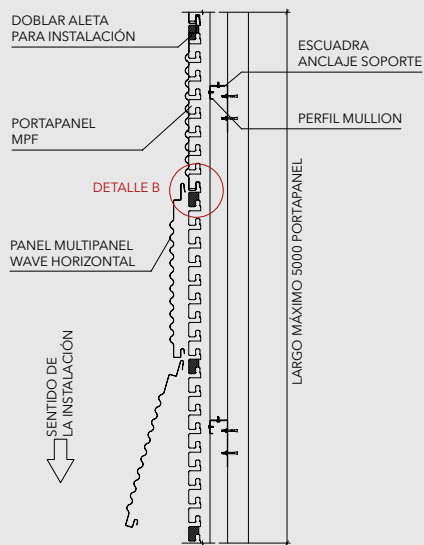 DOBLAR ALETA
PARA INSTALACIÓN
ESCUADRA
ANCLAJE SOPORTE
PORTAPANEL
MPF
PERFIL MULLION
DETALLE B
PANEL MULTIPANEL
WAVE HORIZONTAL
LARGO MÁXIMO 5000 PORTAPANEL
SENTIDO DE
LA INSTALACIÓN